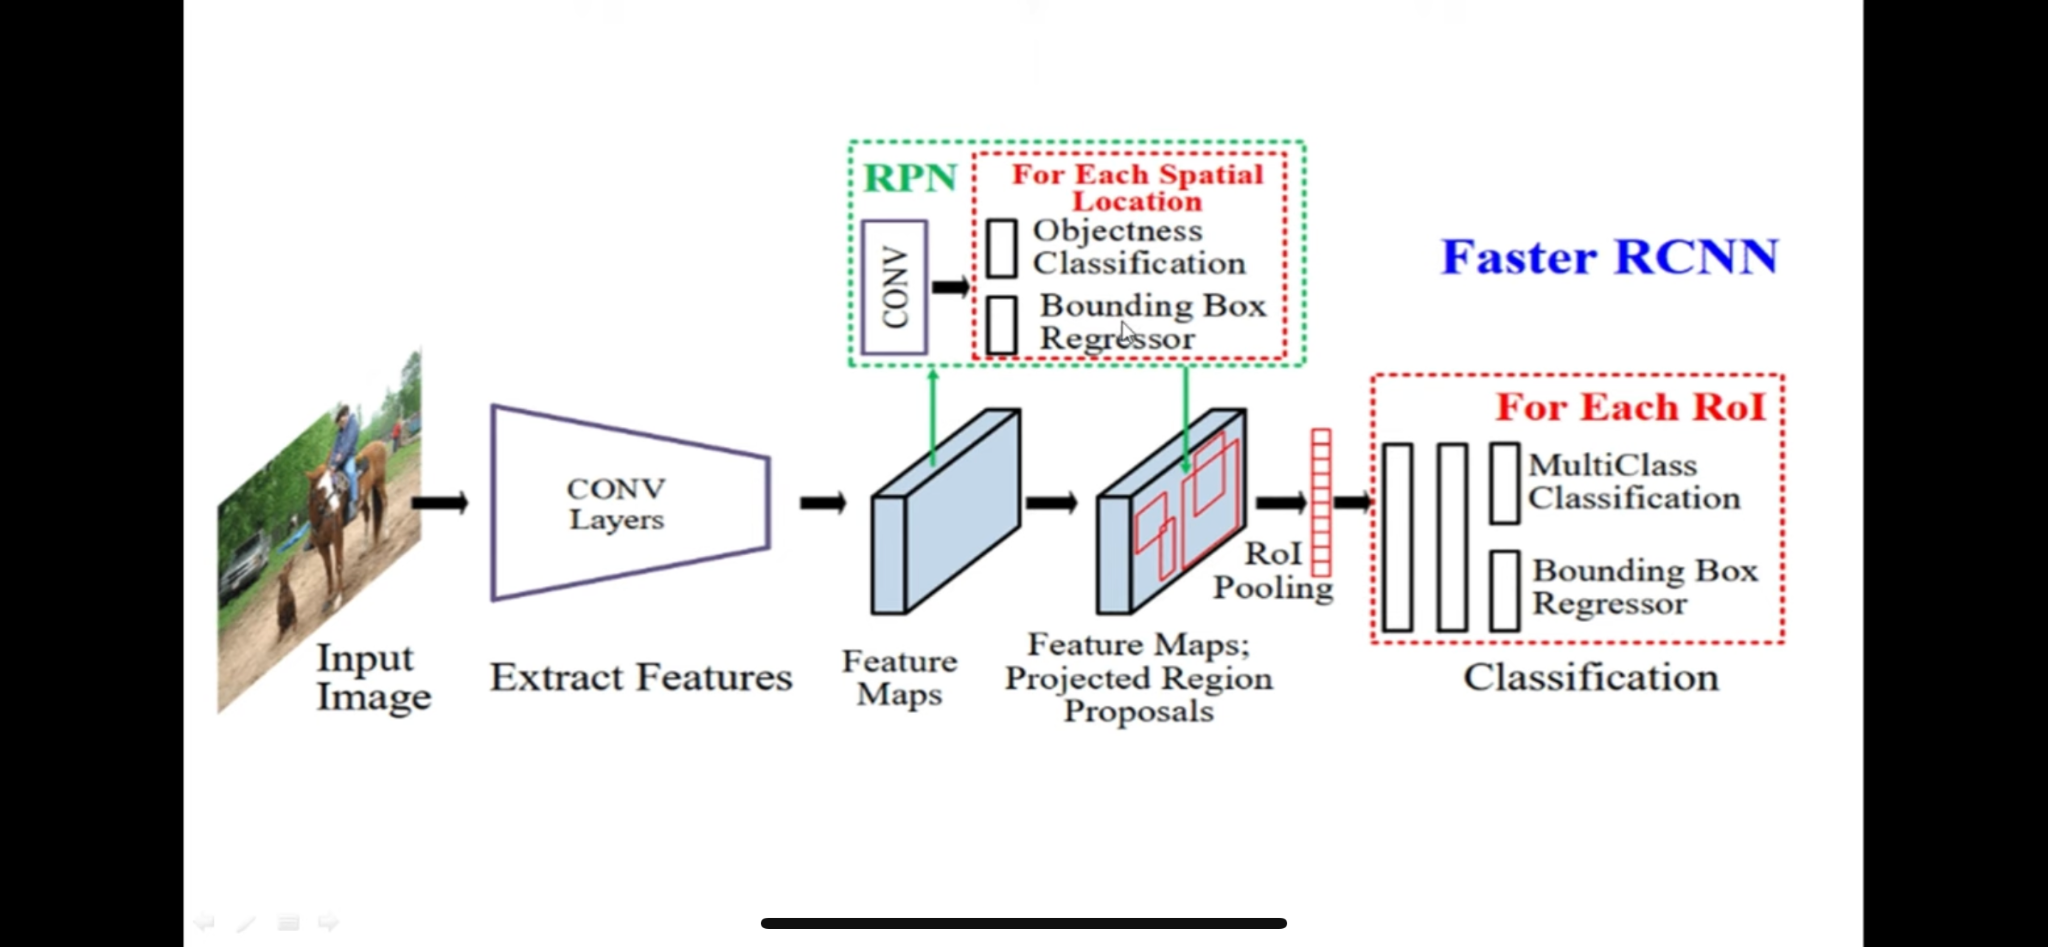 RPN
For Each Spatial
Location
CONV
Objectness
Classification
Bounding Box
Regressor
Faster RCNN
For Each RoI
MultiClass
Classification
Bounding Box
Regressor
CONV
Layers
RoI
Pooling
Input
Image
Extract Features
Feature
Maps
Feature Maps;
Projected Region
Proposals
Classification